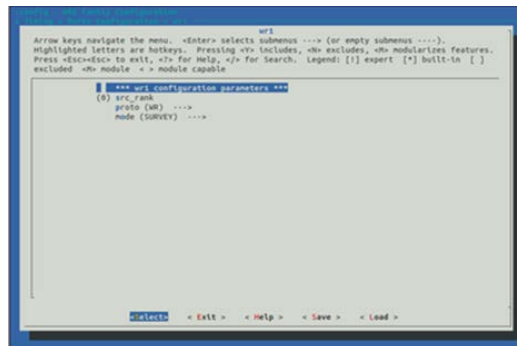 wr1
Arrow keys navigate the menu. <Enter> selects submenus ---> (or empty submenus ----).
Highlighted letters are hotkeys. Pressing <Y> includes, <N> excludes, <M> modularizes features.
Press <Esc><Esc> to exit, <?> for Help, </> for Search. Legend: [!] expert [*] built-in [ ]
excluded <M> module < > module capable
*** wr1 configuration parameters ***
(0) src_rank
proto (WR) --->
mode (SURVEY) --->
<Select> < Exit > < Help > < Save > < Load >